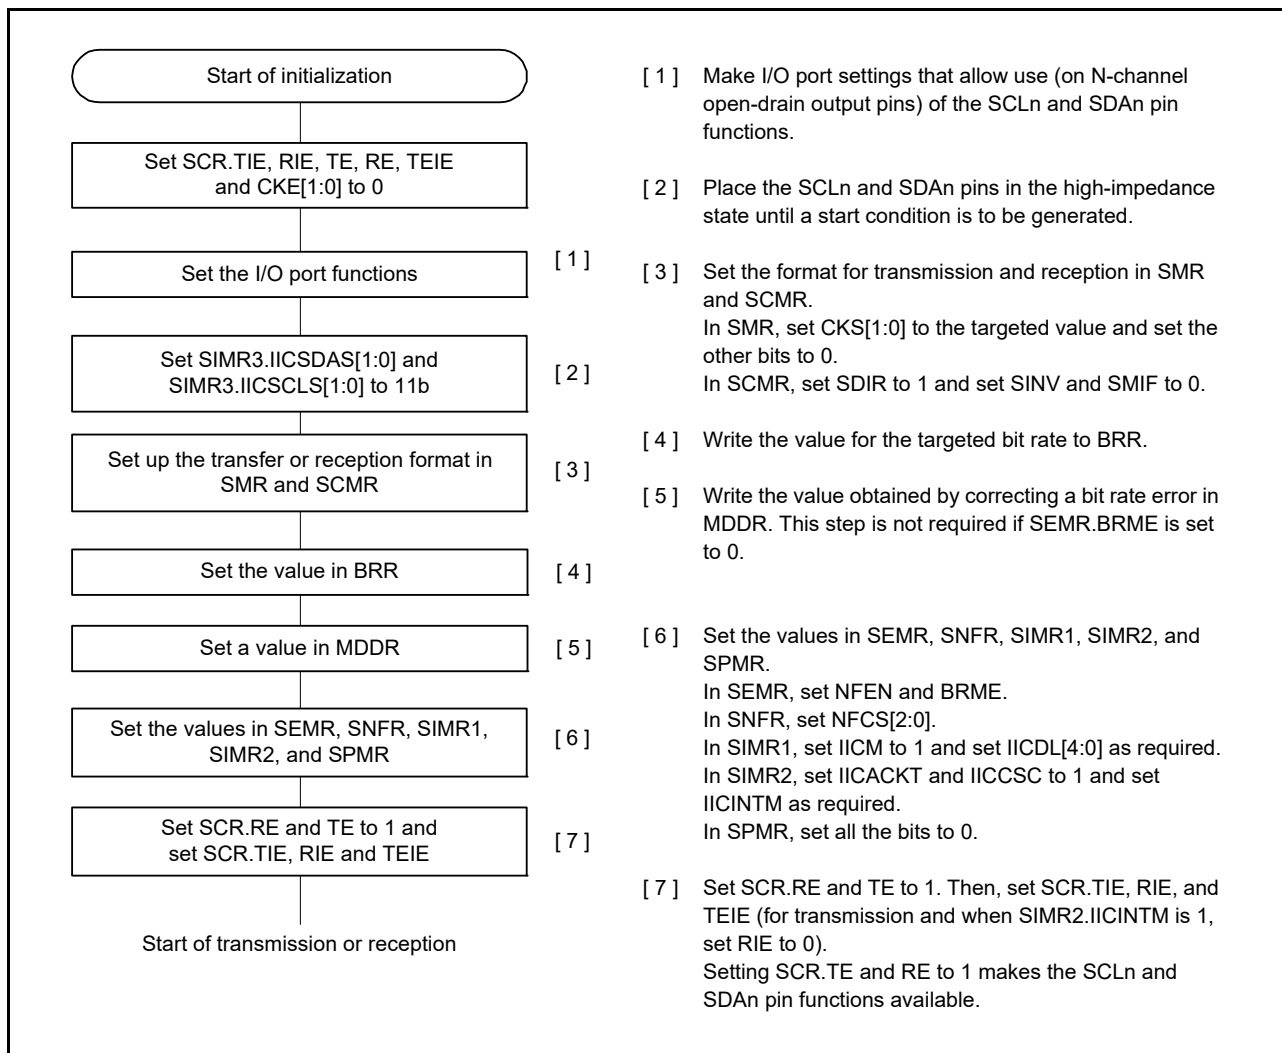 Start of initialization
Set SCR.TIE, RIE, TE, RE, TEIE
and CKE[1:0] to 0
Set the I/O port functions
[ 1 ]
Set SIMR3.IICSDAS[1:0] and
SIMR3.IICSCLS[1:0] to 11b
[ 2 ]
Set up the transfer or reception format in
SMR and SCMR
[ 3 ]
Set the value in BRR
[ 4 ]
Set a value in MDDR
[ 5 ]
Set the values in SEMR, SNFR, SIMR1,
SIMR2, and SPMR
[ 6 ]
Set SCR.RE and TE to 1 and
set SCR.TIE, RIE and TEIE
[ 7 ]
Start of transmission or reception
[ 1 ] Make I/O port settings that allow use (on N-channel
open-drain output pins) of the SCLn and SDAn pin
functions.
[ 2 ] Place the SCLn and SDAn pins in the high-impedance
state until a start condition is to be generated.
[ 3 ] Set the format for transmission and reception in SMR
and SCMR.
In SMR, set CKS[1:0] to the targeted value and set the
other bits to 0.
In SCMR, set SDIR to 1 and set SINV and SMIF to 0.
[ 4 ] Write the value for the targeted bit rate to BRR.
[ 5 ] Write the value obtained by correcting a bit rate error in
MDDR. This step is not required if SEMR.BRME is set
to 0.
[ 6 ] Set the values in SEMR, SNFR, SIMR1, SIMR2, and
SPMR.
In SEMR, set NFEN and BRME.
In SNFR, set NFCS[2:0].
In SIMR1, set IICM to 1 and set IICDL[4:0] as required.
In SIMR2, set IICACKT and IICCSC to 1 and set
IICINTM as required.
In SPMR, set all the bits to 0.
[ 7 ] Set SCR.RE and TE to 1. Then, set SCR.TIE, RIE, and
TEIE (for transmission and when SIMR2.IICINTM is 1,
set RIE to 0).
Setting SCR.TE and RE to 1 makes the SCLn and
SDAn pin functions available.